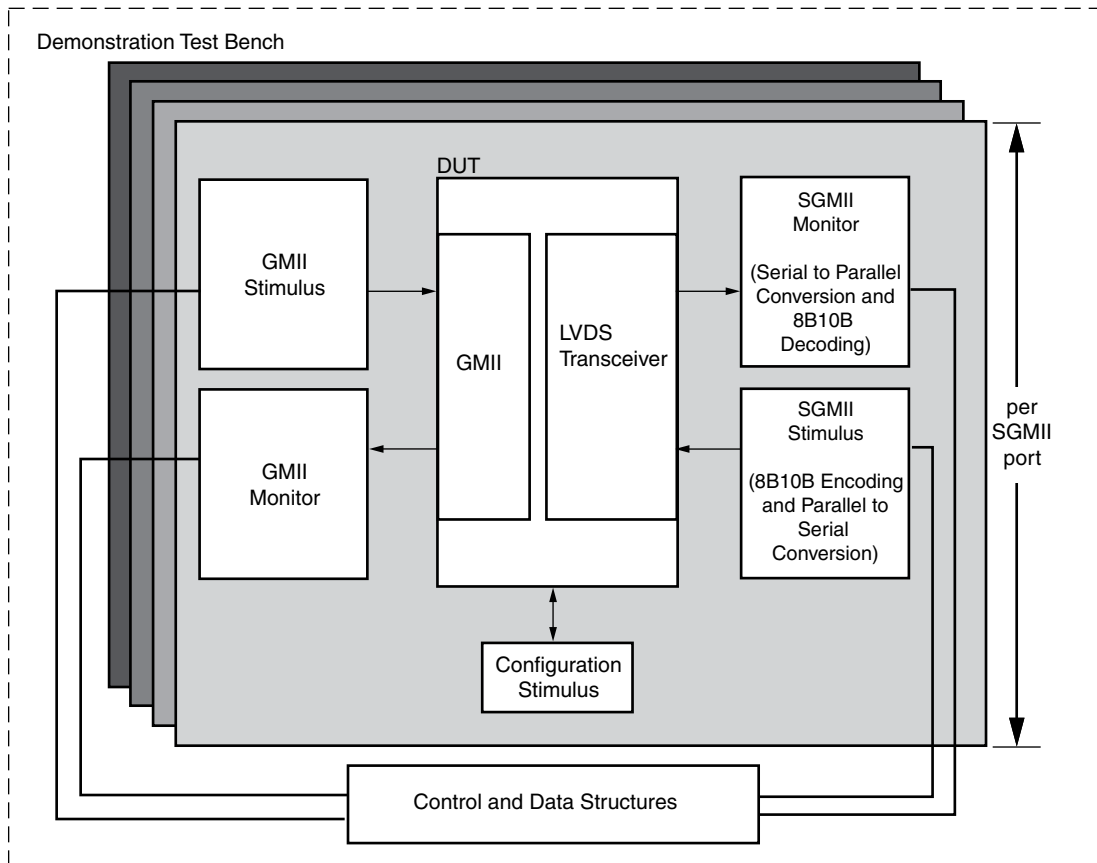 Demonstration Test Bench
DUT
GMII
Stimulus
GMII
Monitor
GMII
LVDS
Transceiver
SGMII
Monitor
(Serial to Parallel
Conversion and
8B10B
Decoding)
SGMII
Stimulus
(8B10B Encoding
and Parallel to
Serial
Conversion)
per
SGMII
port
Configuration
Stimulus
Control and Data Structures